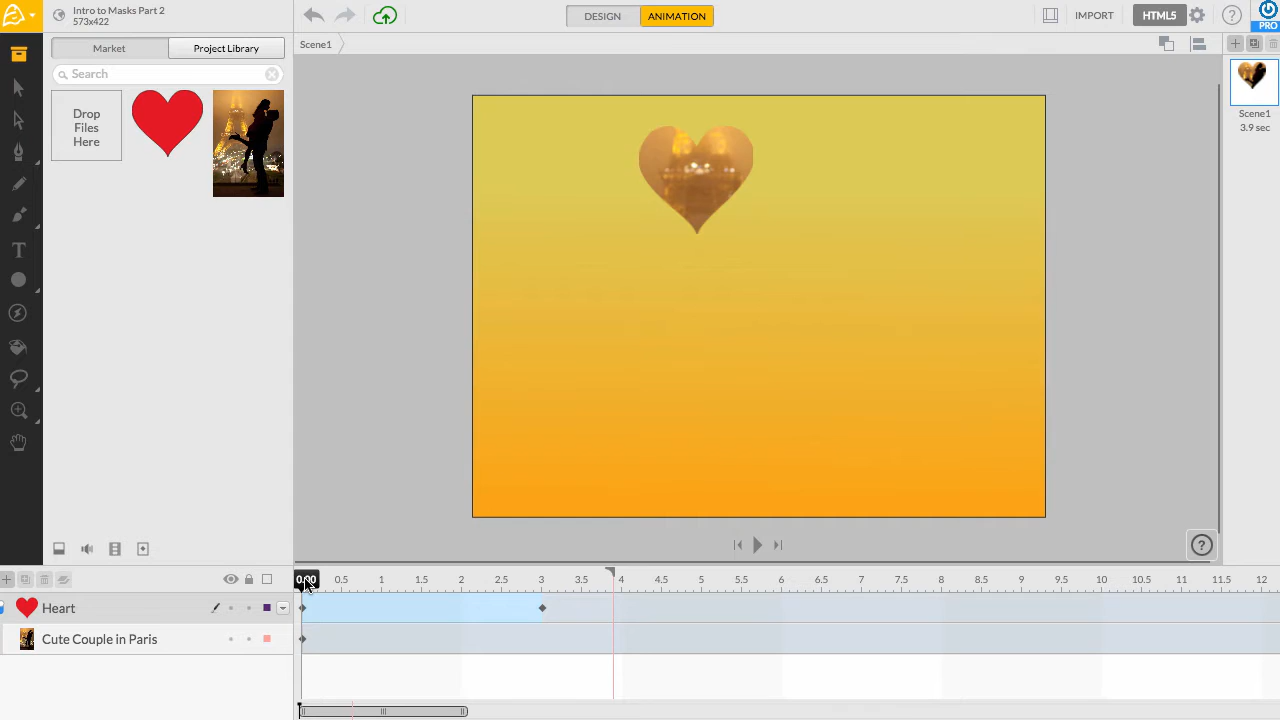 Intro to Masks Part 2
573x422
DESIGN
ANIMATION
IMPORT
HTML5
?
PRO
Market
Project Library
Scene1
Search
Drop
Files
Here
T
Scene1
3.9 sec
?
0.00 0.5 1 1.5 2 2.5 3 3.5 4 4.5 5 5.5 6 6.5 7 7.5 8 8.5 9 9.5 10 10.5 11 11.5 12
Heart
Cute Couple in Paris